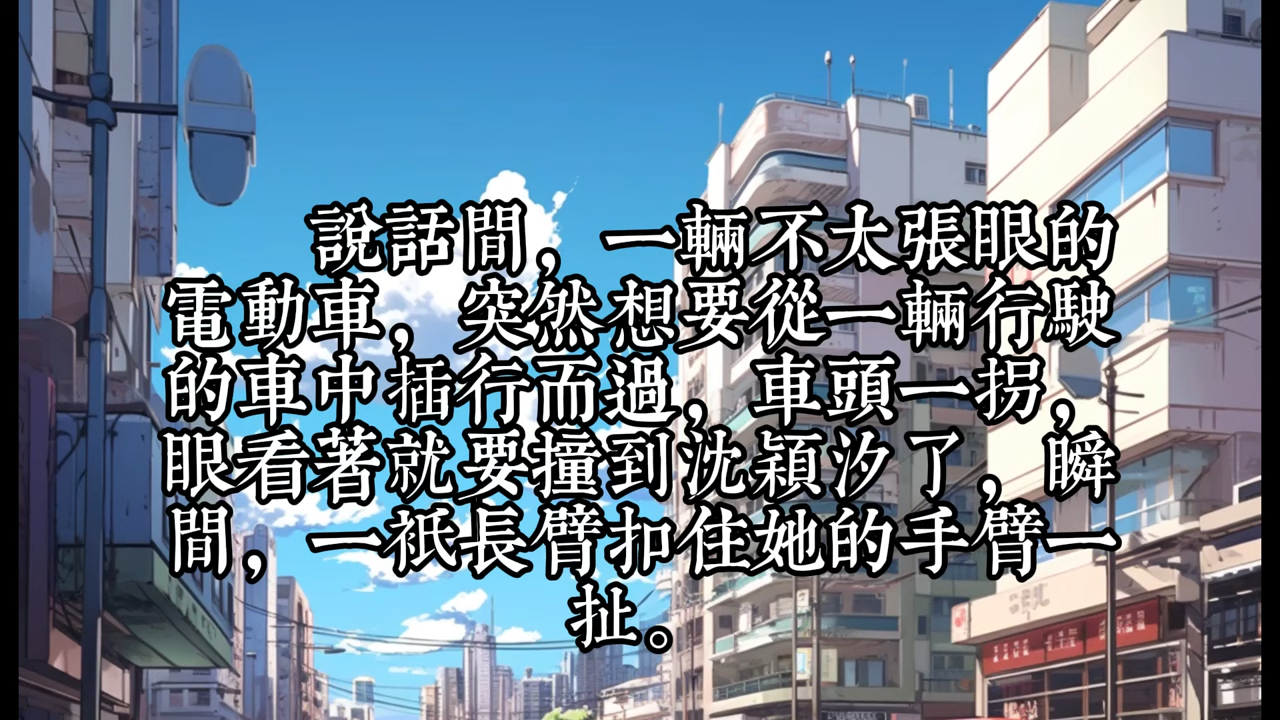 說話間，一輛不太張眼的
電動車，突然想要從一輛行駛
的車中插行而過，車頭一拐，
眼看著就要撞到沈穎汐了，瞬
間，一祇長臂扣住她的手臂一
扯。